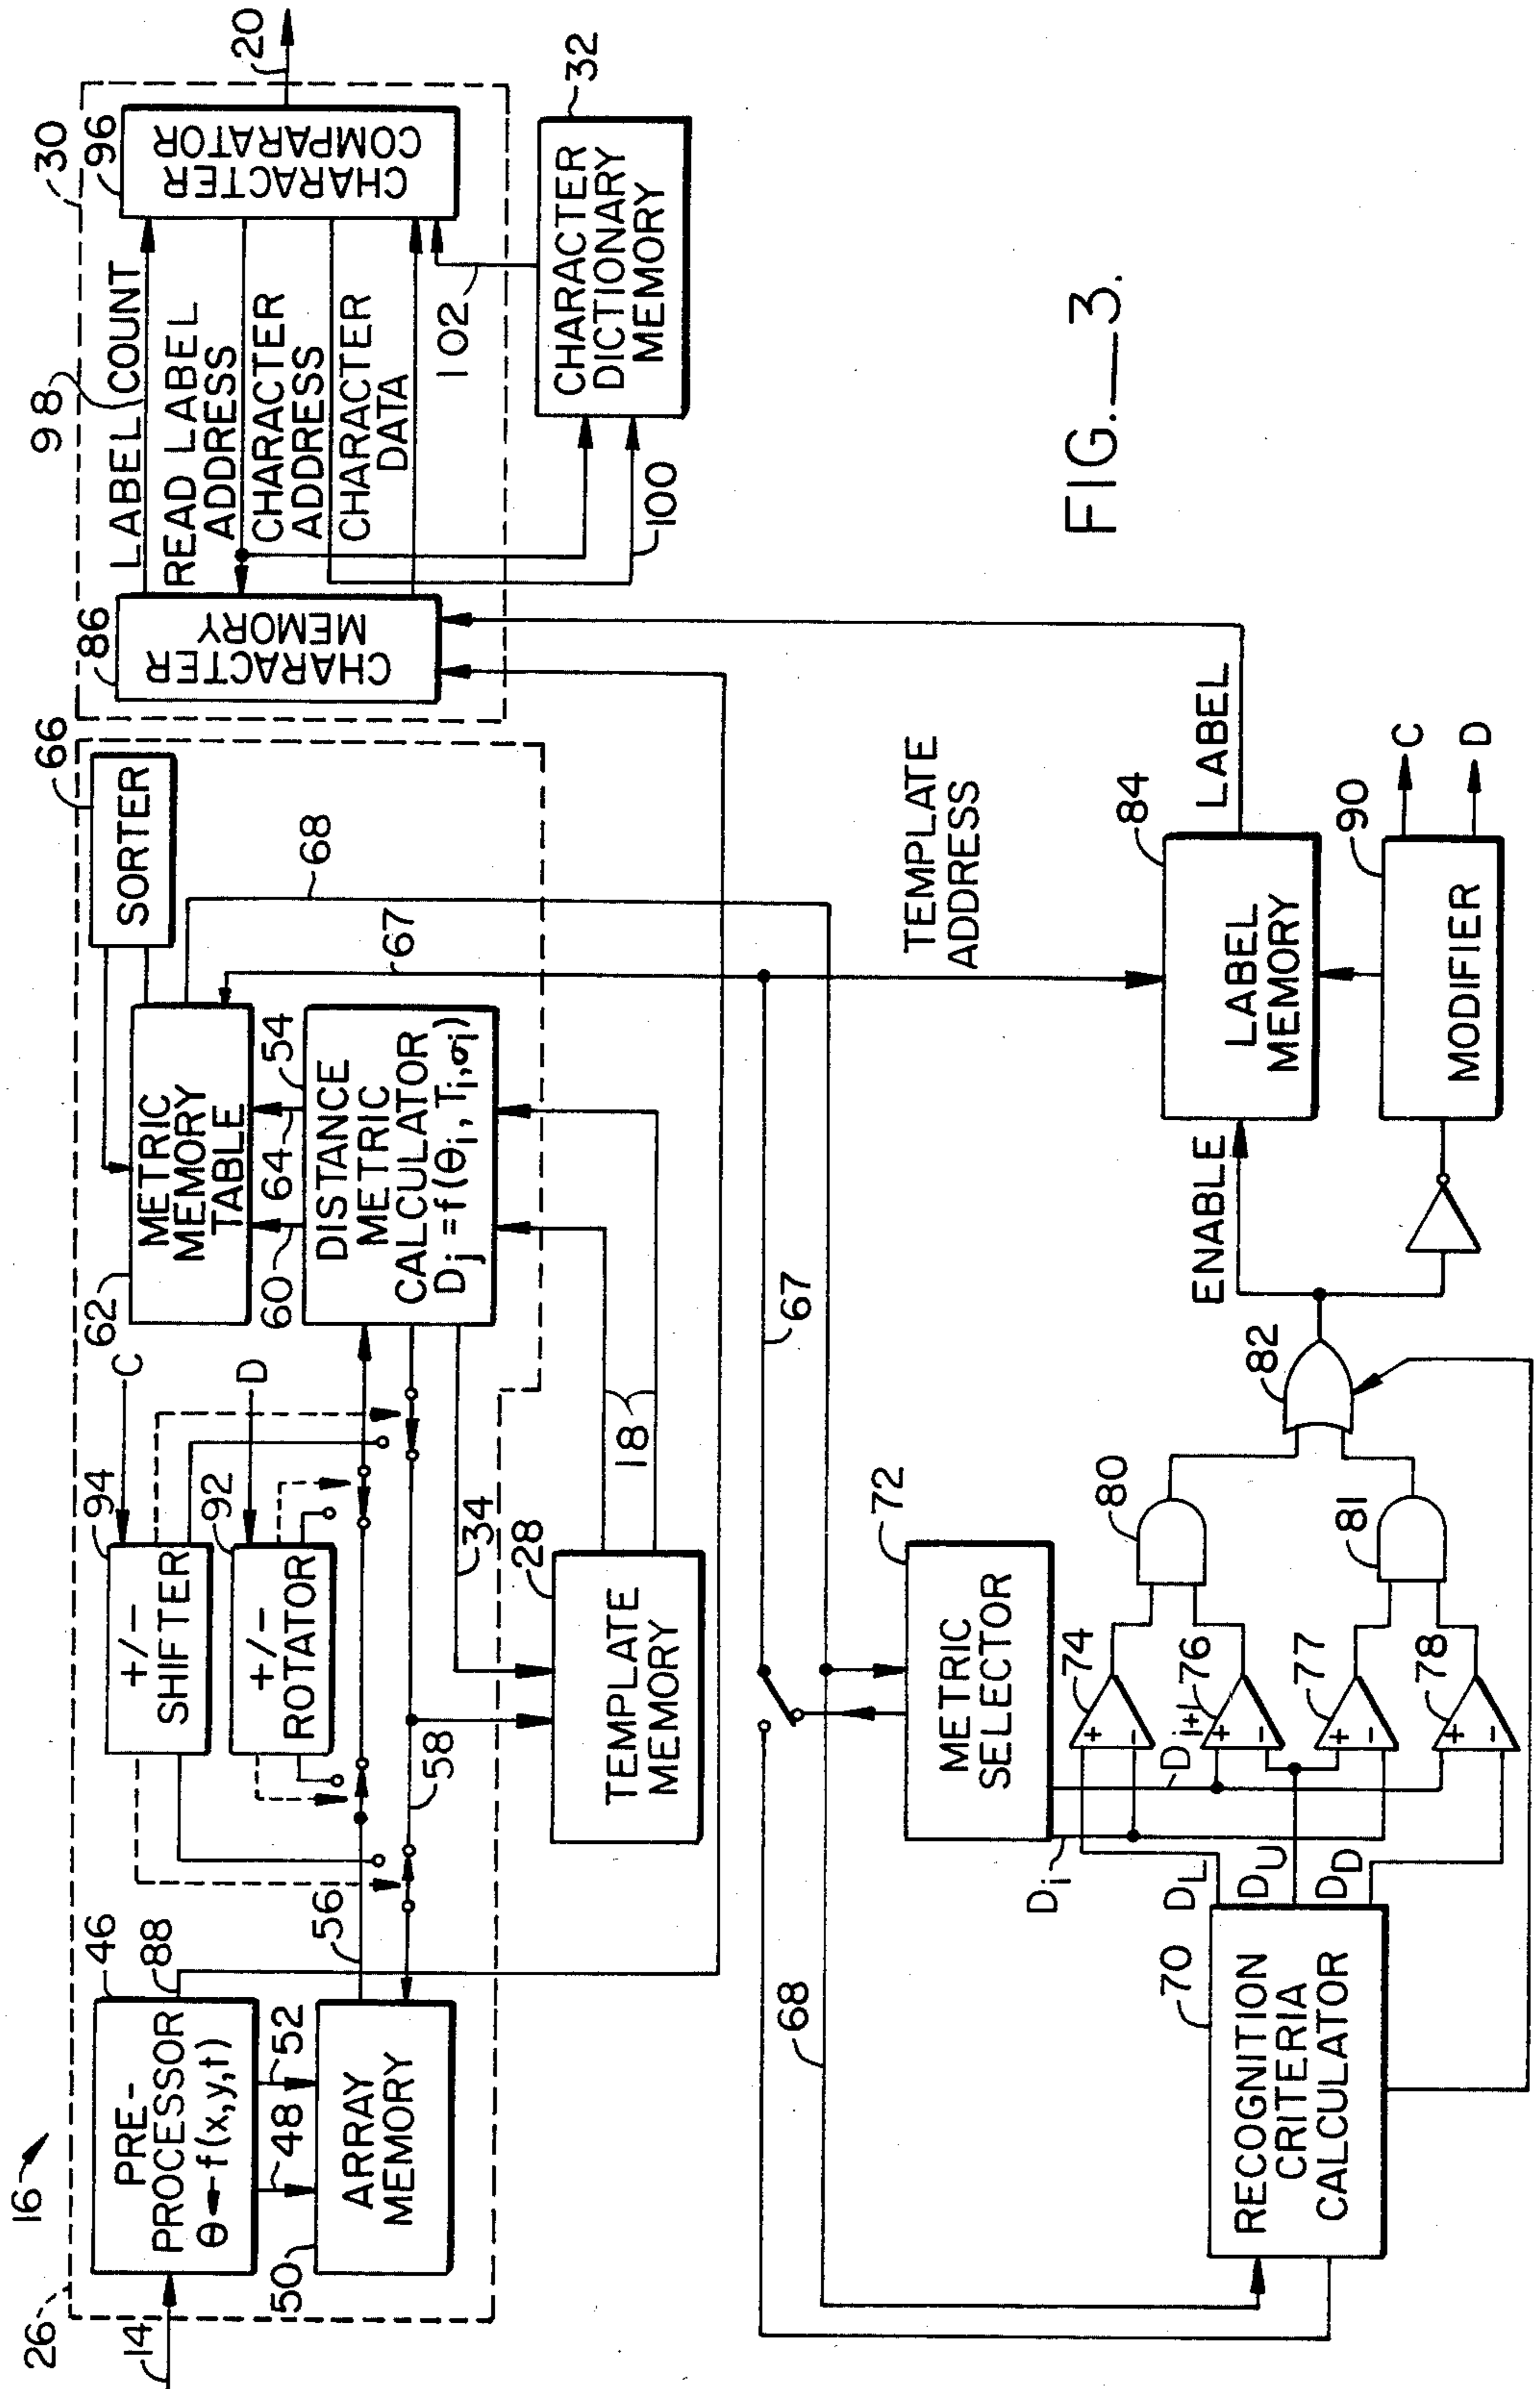 16
26
14
PRE-
PROCESSOR
θ←f(x,y,t)
46
88
48
52
50
ARRAY
MEMORY
56
58
94
+/-
SHIFTER
C
92
+/-
ROTATOR
D
34
28
TEMPLATE
MEMORY
18
62
METRIC
MEMORY
TABLE
60
64
54
DISTANCE
METRIC
CALCULATOR
Dj = f(θi, Ti, σi)
66
SORTER
68
67
86
CHARACTER
MEMORY
98
LABEL COUNT
READ LABEL
ADDRESS
CHARACTER
ADDRESS
CHARACTER
DATA
30
96
CHARACTER
COMPARATOR
20
102
100
32
CHARACTER
DICTIONARY
MEMORY
67
68
TEMPLATE
ADDRESS
72
METRIC
SELECTOR
Di
Di+1
70
RECOGNITION
CRITERIA
CALCULATOR
DL
DU
DD
74
+
-
76
+
-
77
+
-
78
+
-
80
81
82
ENABLE
84
LABEL
MEMORY
LABEL
90
MODIFIER
C
D
FIG.—3.